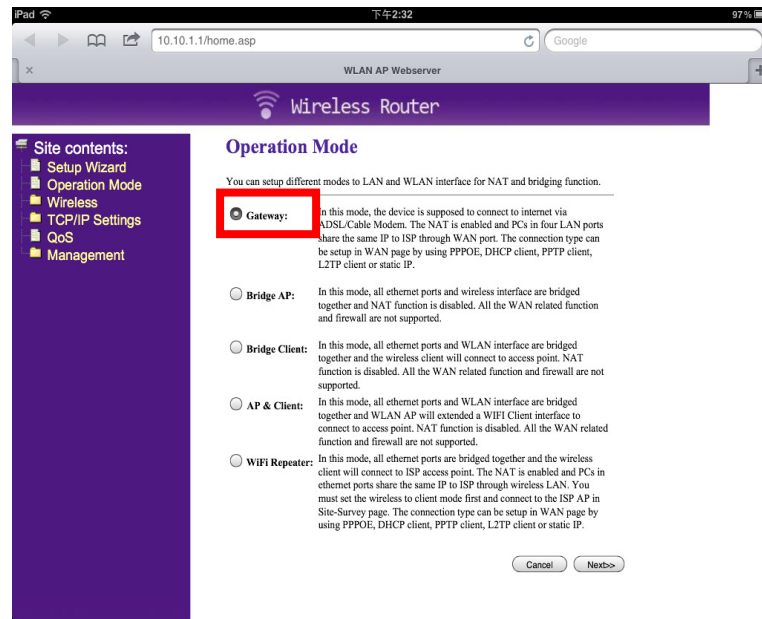 iPad 下午2:32 97%
10.10.1.1/home.asp Google
WLAN AP Webserver
Wireless Router
Site contents:
Setup Wizard
Operation Mode
Wireless
TCP/IP Settings
QoS
Management
Operation Mode
You can setup different modes to LAN and WLAN interface for NAT and bridging function.
Gateway:
In this mode, the device is supposed to connect to internet via
ADSL/Cable Modem. The NAT is enabled and PCs in four LAN ports
share the same IP to ISP through WAN port. The connection type can
be setup in WAN page by using PPPOE, DHCP client, PPTP client,
L2TP client or static IP.
Bridge AP:
In this mode, all ethernet ports and wireless interface are bridged
together and NAT function is disabled. All the WAN related function
and firewall are not supported.
Bridge Client:
In this mode, all ethernet ports and WLAN interface are bridged
together and the wireless client will connect to access point. NAT
function is disabled. All the WAN related function and firewall are not
supported.
AP & Client:
In this mode, all ethernet ports and WLAN interface are bridged
together and WLAN AP will extended a WIFI Client interface to
connect to access point. NAT function is disabled. All the WAN related
function and firewall are not supported.
WiFi Repeater:
In this mode, all ethernet ports are bridged together and the wireless
client will connect to ISP access point. The NAT is enabled and PCs in
ethernet ports share the same IP to ISP through wireless LAN. You
must set the wireless to client mode first and connect to the ISP AP in
Site-Survey page. The connection type can be setup in WAN page by
using PPPOE, DHCP client, PPTP client, L2TP client or static IP.
Cancel Next>>